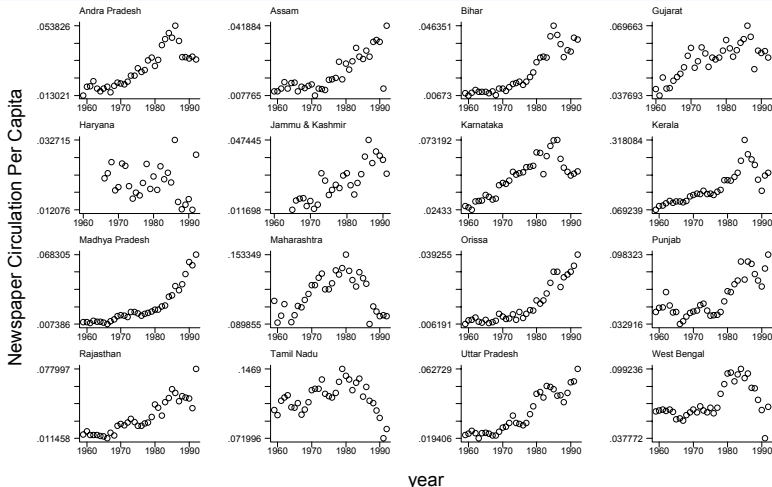 Newspaper Circulation Per Capita
Andra Pradesh
.053826
.013021
1960 1970 1980 1990
Assam
.041884
.007765
1960 1970 1980 1990
Bihar
.046351
.00673
1960 1970 1980 1990
Gujarat
.069663
.037693
1960 1970 1980 1990
Haryana
.032715
.012076
1960 1970 1980 1990
Jammu & Kashmir
.047445
.011698
1960 1970 1980 1990
Karnataka
.073192
.02433
1960 1970 1980 1990
Kerala
.318084
.069239
1960 1970 1980 1990
Madhya Pradesh
.068305
.007386
1960 1970 1980 1990
Maharashtra
.153349
.089855
1960 1970 1980 1990
Orissa
.039255
.006191
1960 1970 1980 1990
Punjab
.098323
.032916
1960 1970 1980 1990
Rajasthan
.077997
.011458
1960 1970 1980 1990
Tamil Nadu
.1469
.071996
1960 1970 1980 1990
Uttar Pradesh
.062729
.019406
1960 1970 1980 1990
West Bengal
.099236
.037772
1960 1970 1980 1990
year